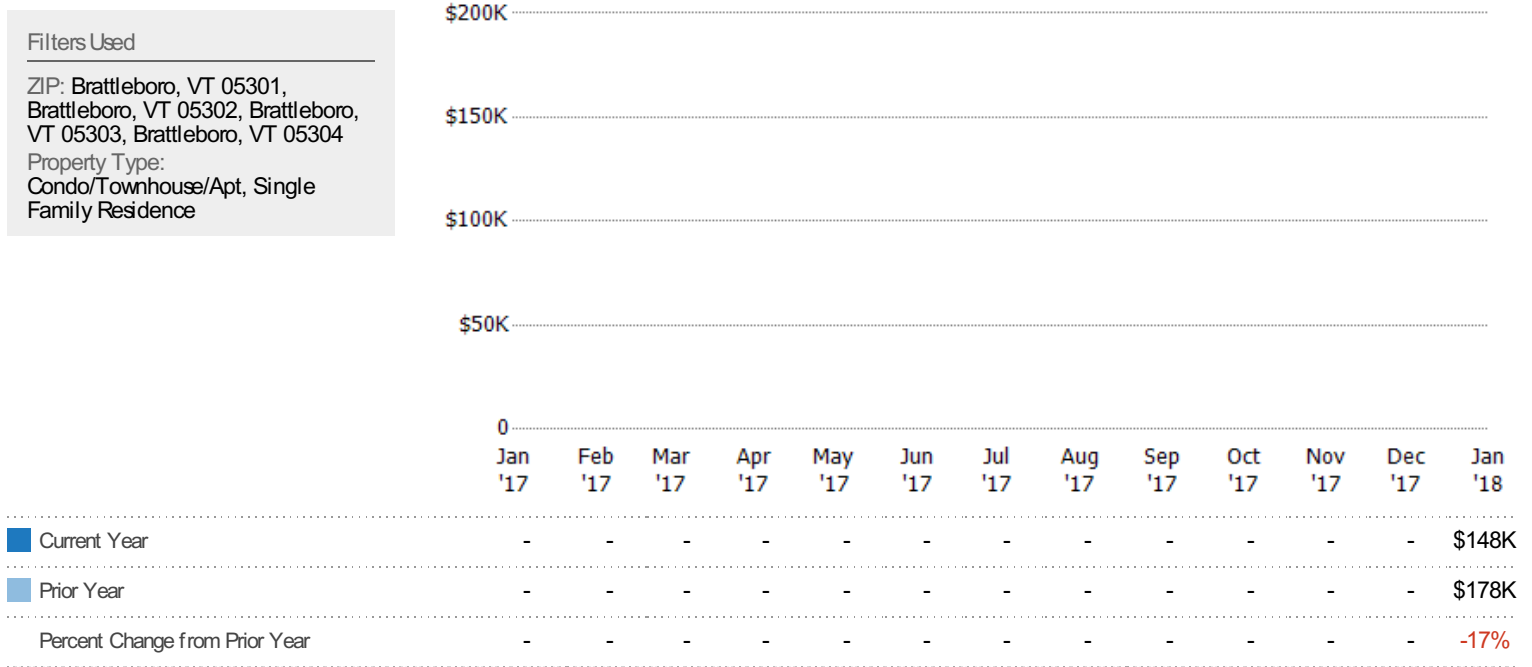 Filters Used
ZIP: Brattleboro, VT 05301,
Brattleboro, VT 05302, Brattleboro,
VT 05303, Brattleboro, VT 05304
Property Type:
Condo/Townhouse/Apt, Single
Family Residence
$200K
$150K
$100K
$50K
0
Jan Feb Mar Apr May Jun Jul Aug Sep Oct Nov Dec Jan
'17 '17 '17 '17 '17 '17 '17 '17 '17 '17 '17 '17 '18
Current Year - - - - - - - - - - - - $148K
Prior Year - - - - - - - - - - - - $178K
Percent Change from Prior Year - - - - - - - - - - - - -17%